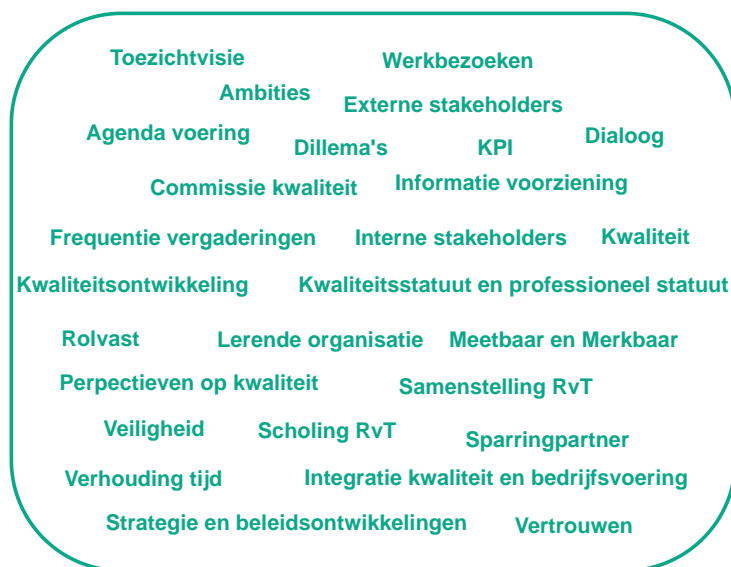 Toezichtvisie
Werkbezoeken
Ambities
Externe stakeholders
Agenda voering
Dillema's
KPI
Dialoog
Commissie kwaliteit
Informatie voorziening
Frequentie vergaderingen
Interne stakeholders
Kwaliteit
Kwaliteitsontwikkeling
Kwaliteitsstatuut en professioneel statuut
Rolvast
Lerende organisatie
Meetbaar en Merkbaar
Perpectieven op kwaliteit
Samenstelling RvT
Veiligheid
Scholing RvT
Sparringpartner
Verhouding tijd
Integratie kwaliteit en bedrijfsvoering
Strategie en beleidsontwikkelingen
Vertrouwen